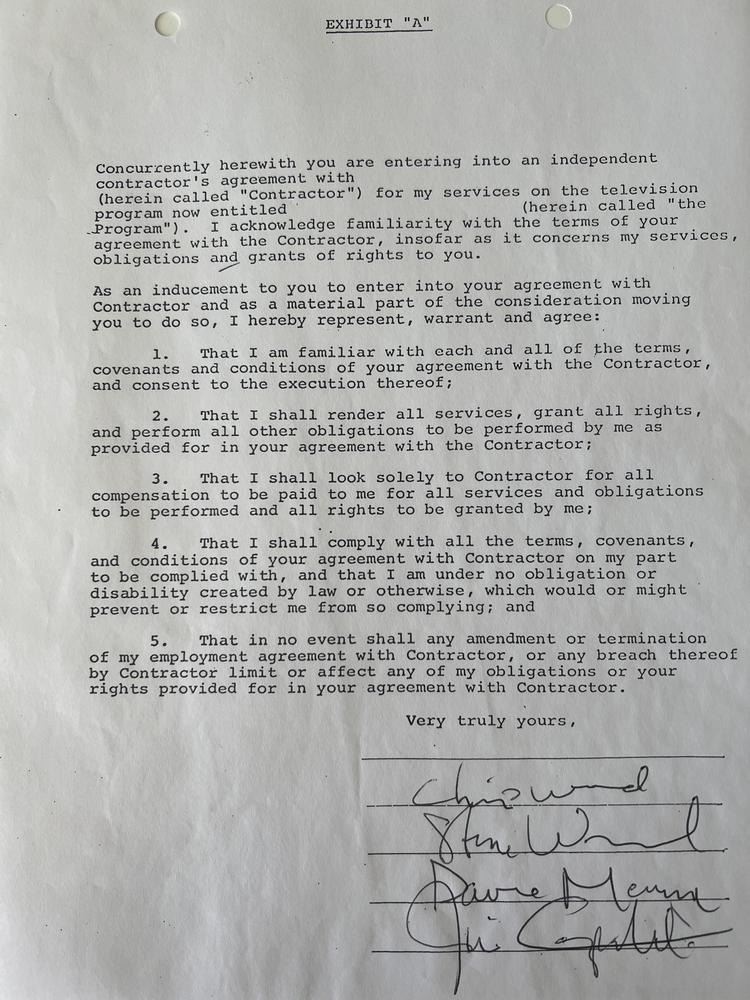 EXHIBIT "A"
Concurrently herewith you are entering into an independent
contractor's agreement with
(herein called "Contractor") for my services on the television
program now entitled (herein called "the
Program"). I acknowledge familiarity with the terms of your
agreement with the Contractor, insofar as it concerns my services,
obligations and grants of rights to you.
As an inducement to you to enter into your agreement with
Contractor and as a material part of the consideration moving
you to do so, I hereby represent, warrant and agree:
1. That I am familiar with each and all of the terms,
covenants and conditions of your agreement with the Contractor,
and consent to the execution thereof;
2. That I shall render all services, grant all rights,
and perform all other obligations to be performed by me as
provided for in your agreement with the Contractor;
3. That I shall look solely to Contractor for all
compensation to be paid to me for all services and obligations
to be performed and all rights to be granted by me;
4. That I shall comply with all the terms, covenants,
and conditions of your agreement with Contractor on my part
to be complied with, and that I am under no obligation or
disability created by law or otherwise, which would or might
prevent or restrict me from so complying; and
5. That in no event shall any amendment or termination
of my employment agreement with Contractor, or any breach thereof
by Contractor limit or affect any of my obligations or your
rights provided for in your agreement with Contractor.
Very truly yours,
Chip Wood
Steve Wood